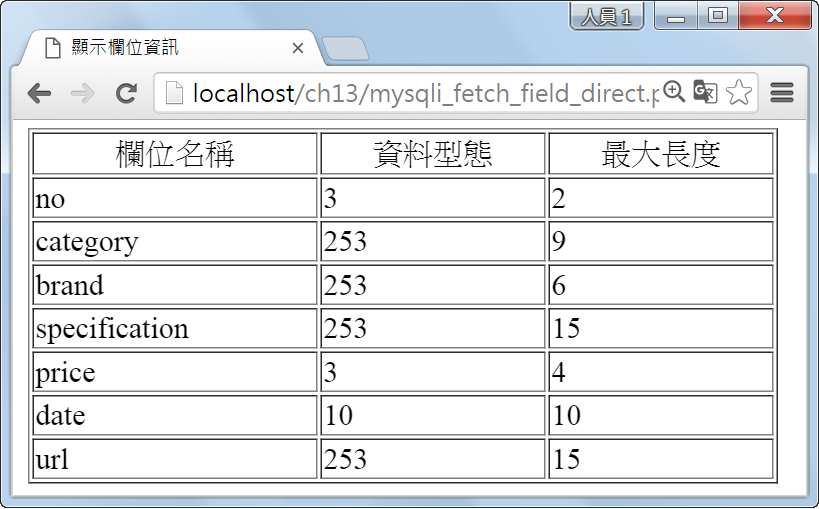 人員 1
顯示欄位資訊
localhost/ch13/mysqli_fetch_field_direct.p
欄位名稱 資料型態 最大長度
no 3 2
category 253 9
brand 253 6
specification 253 15
price 3 4
date 10 10
url 253 15